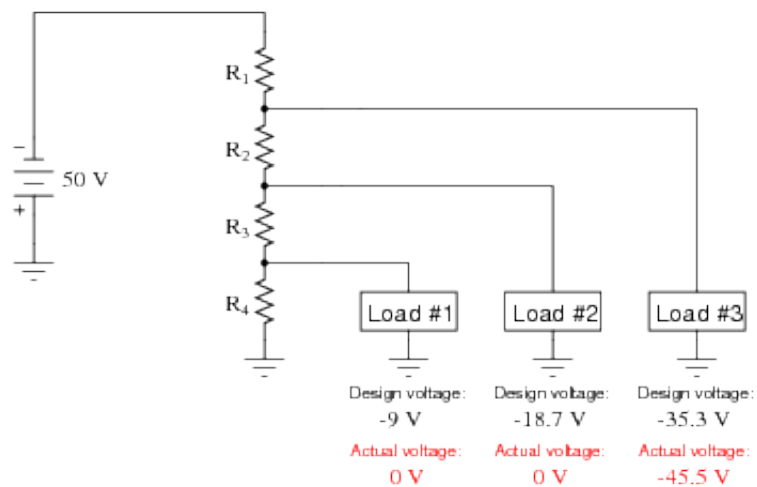 R1
−
R2
50 V
+
R3
R4
Load #1 Load #2 Load #3
Design voltage: Design voltage: Design voltage:
-9 V -18.7 V -35.3 V
Actual voltage: Actual voltage: Actual voltage:
0 V 0 V -45.5 V